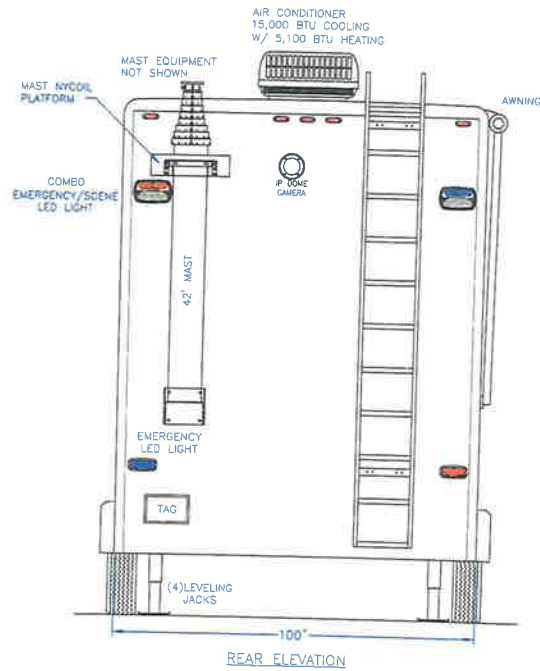 AIR CONDITIONER
15,000 BTU COOLING
W/ 5,100 BTU HEATING
MAST EQUIPMENT
NOT SHOWN
MAST NYCOIL
PLATFORM
AWNING
COMBO
EMERGENCY/SCENE
LED LIGHT
IP DOME
CAMERA
42' MAST
EMERGENCY
LED LIGHT
TAG
(4)LEVELING
JACKS
100"
REAR ELEVATION